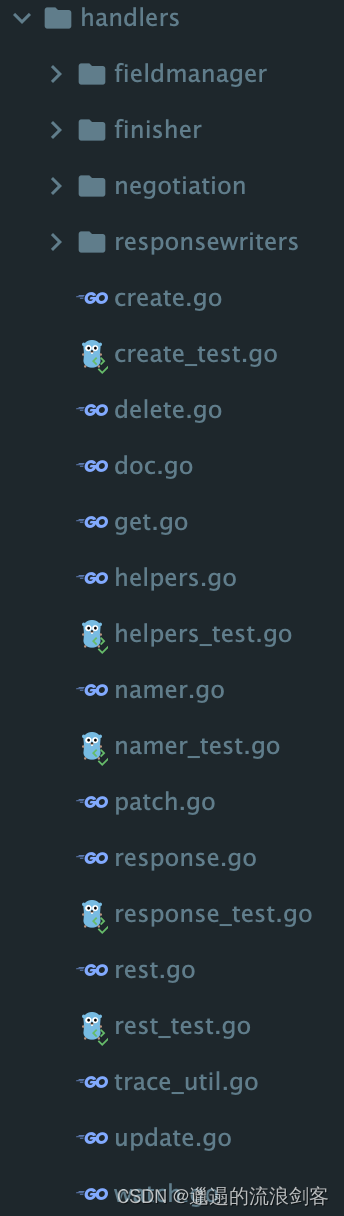 handlers
fieldmanager
finisher
negotiation
responsewriters
GO create.go
create_test.go
GO delete.go
GO doc.go
GO get.go
GO helpers.go
helpers_test.go
GO namer.go
namer_test.go
GO patch.go
GO response.go
response_test.go
GO rest.go
rest_test.go
GO trace_util.go
GO update.go
GO watch.go
CSDN @邋遢的流浪剑客